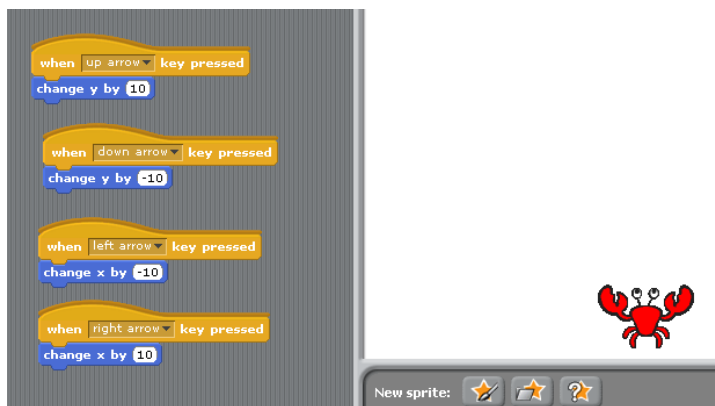 when up arrow key pressed
change y by 10
when down arrow key pressed
change y by -10
when left arrow key pressed
change x by -10
when right arrow key pressed
change x by 10
New sprite: